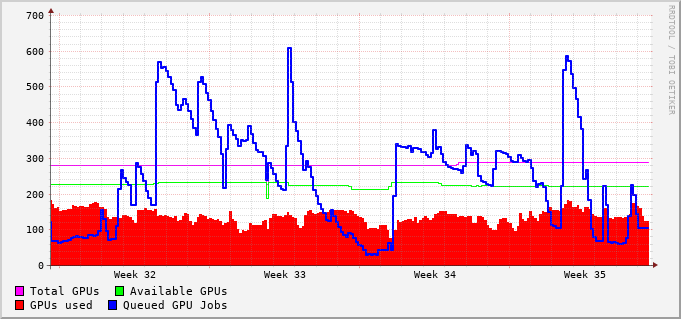 700
600
500
400
300
200
100
0
Week 32 Week 33 Week 34 Week 35
Total GPUs Available GPUs
GPUs used Queued GPU Jobs
RRDTOOL / TOBI OETIKER